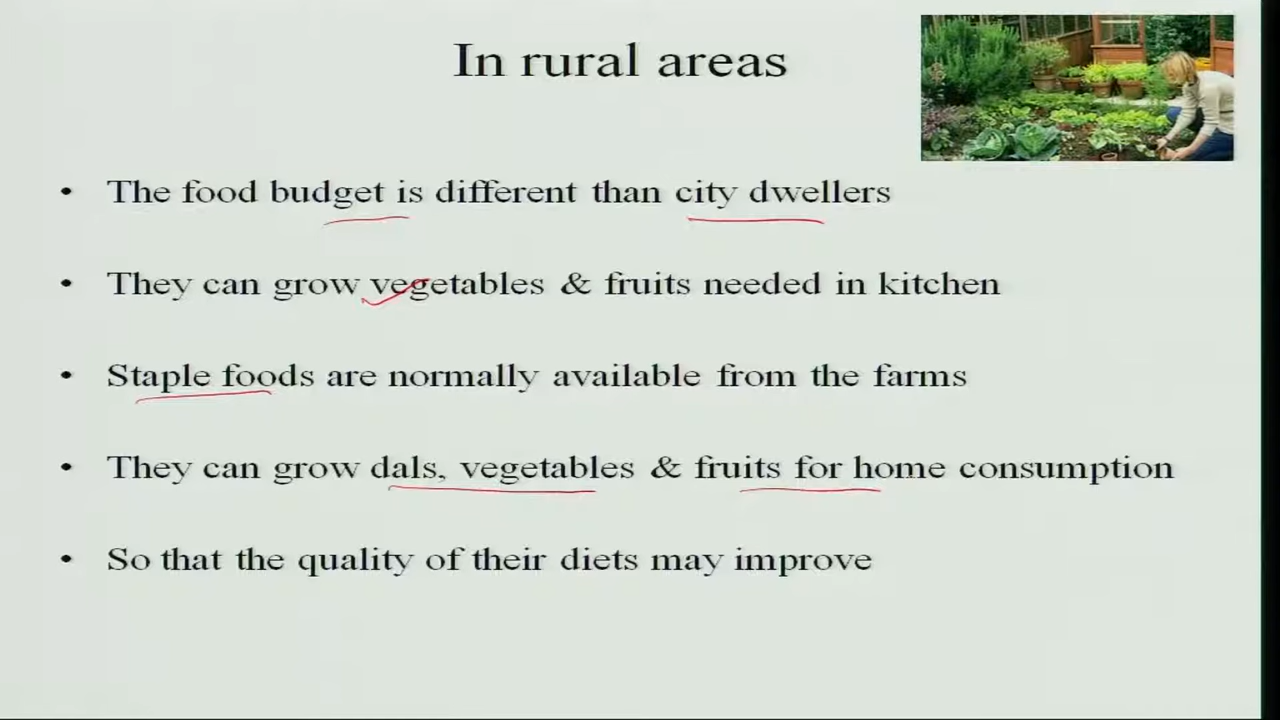 In rural areas
• The food budget is different than city dwellers
• They can grow vegetables & fruits needed in kitchen
• Staple foods are normally available from the farms
• They can grow dals, vegetables & fruits for home consumption
• So that the quality of their diets may improve